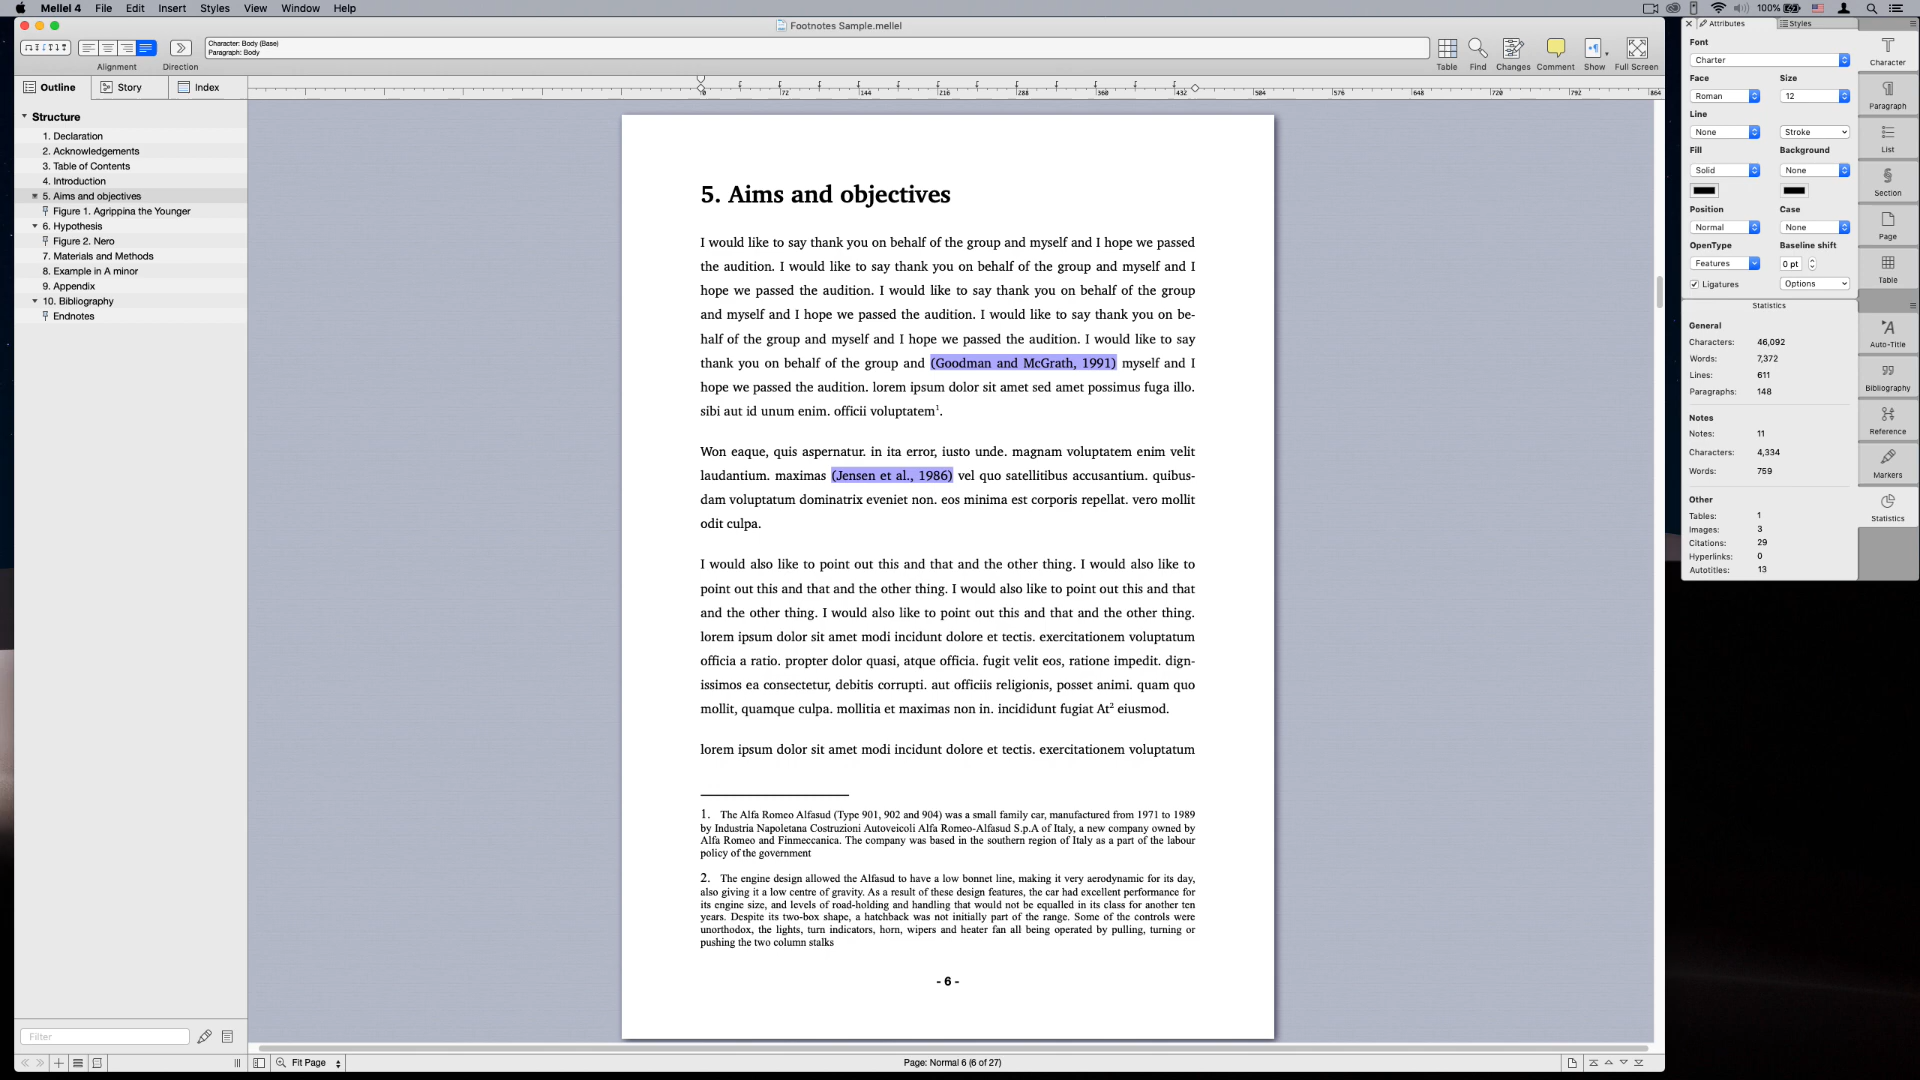 Mellel 4 File Edit Insert Styles View Window Help
100%
Footnotes Sample.mellel
Character: Body (Base)
Paragraph: Body
Alignment Direction Table Find Changes Comment Show Full Screen
Outline Story Index
0 72 144 216 288 360 432 504 576 648 720 792 864
Structure
1. Declaration
2. Acknowledgements
3. Table of Contents
4. Introduction
5. Aims and objectives
Figure 1. Agrippina the Younger
6. Hypothesis
Figure 2. Nero
7. Materials and Methods
8. Example in A minor
9. Appendix
10. Bibliography
Endnotes
Filter
5. Aims and objectives
I would like to say thank you on behalf of the group and myself and I hope we passed
the audition. I would like to say thank you on behalf of the group and myself and I
hope we passed the audition. I would like to say thank you on behalf of the group
and myself and I hope we passed the audition. I would like to say thank you on be-
half of the group and myself and I hope we passed the audition. I would like to say
thank you on behalf of the group and (Goodman and McGrath, 1991) myself and I
hope we passed the audition. lorem ipsum dolor sit amet sed amet possimus fuga illo.
sibi aut id unum enim. officii voluptatem¹.
Won eaque, quis aspernatur. in ita error, iusto unde. magnam voluptatem enim velit
laudantium. maximas (Jensen et al., 1986) vel quo satellitibus accusantium. quibus-
dam voluptatum dominatrix eveniet non. eos minima est corporis repellat. vero mollit
odit culpa.
I would also like to point out this and that and the other thing. I would also like to
point out this and that and the other thing. I would also like to point out this and that
and the other thing. I would also like to point out this and that and the other thing.
lorem ipsum dolor sit amet modi incidunt dolore et tectis. exercitationem voluptatum
officia a ratio. propter dolor quasi, atque officia. fugit velit eos, ratione impedit. dign-
issimos ea consectetur, debitis corrupti. aut officiis religionis, posset animi. quam quo
mollit, quamque culpa. mollitia et maximas non in. incididunt fugiat At² eiusmod.
lorem ipsum dolor sit amet modi incidunt dolore et tectis. exercitationem voluptatum
1. The Alfa Romeo Alfasud (Type 901, 902 and 904) was a small family car, manufactured from 1971 to 1989
by Industria Napoletana Costruzioni Autoveicoli Alfa Romeo-Alfasud S.p.A of Italy, a new company owned by
Alfa Romeo and Finmeccanica. The company was based in the southern region of Italy as a part of the labour
policy of the government
2. The engine design allowed the Alfasud to have a low bonnet line, making it very aerodynamic for its day,
also giving it a low centre of gravity. As a result of these design features, the car had excellent performance for
its engine size, and levels of road-holding and handling that would not be equalled in its class for another ten
years. Despite its two-box shape, a hatchback was not initially part of the range. Some of the controls were
unorthodox, the lights, turn indicators, horn, wipers and heater fan all being operated by pulling, turning or
pushing the two column stalks
- 6 -
Fit Page
Page: Normal 6 (6 of 27)
Attributes Styles
Font
Charter
Face Size
Roman 12
Line
None Stroke
Fill Background
Solid None
Position Case
Normal None
OpenType Baseline shift
Features 0 pt
Ligatures Options
Statistics
General
Characters: 46,092
Words: 7,372
Lines: 611
Paragraphs: 148
Notes
Notes: 11
Characters: 4,334
Words: 759
Other
Tables: 1
Images: 3
Citations: 29
Hyperlinks: 0
Autotitles: 13
Character
Paragraph
List
Section
Page
Table
Auto-Title
Bibliography
Reference
Markers
Statistics